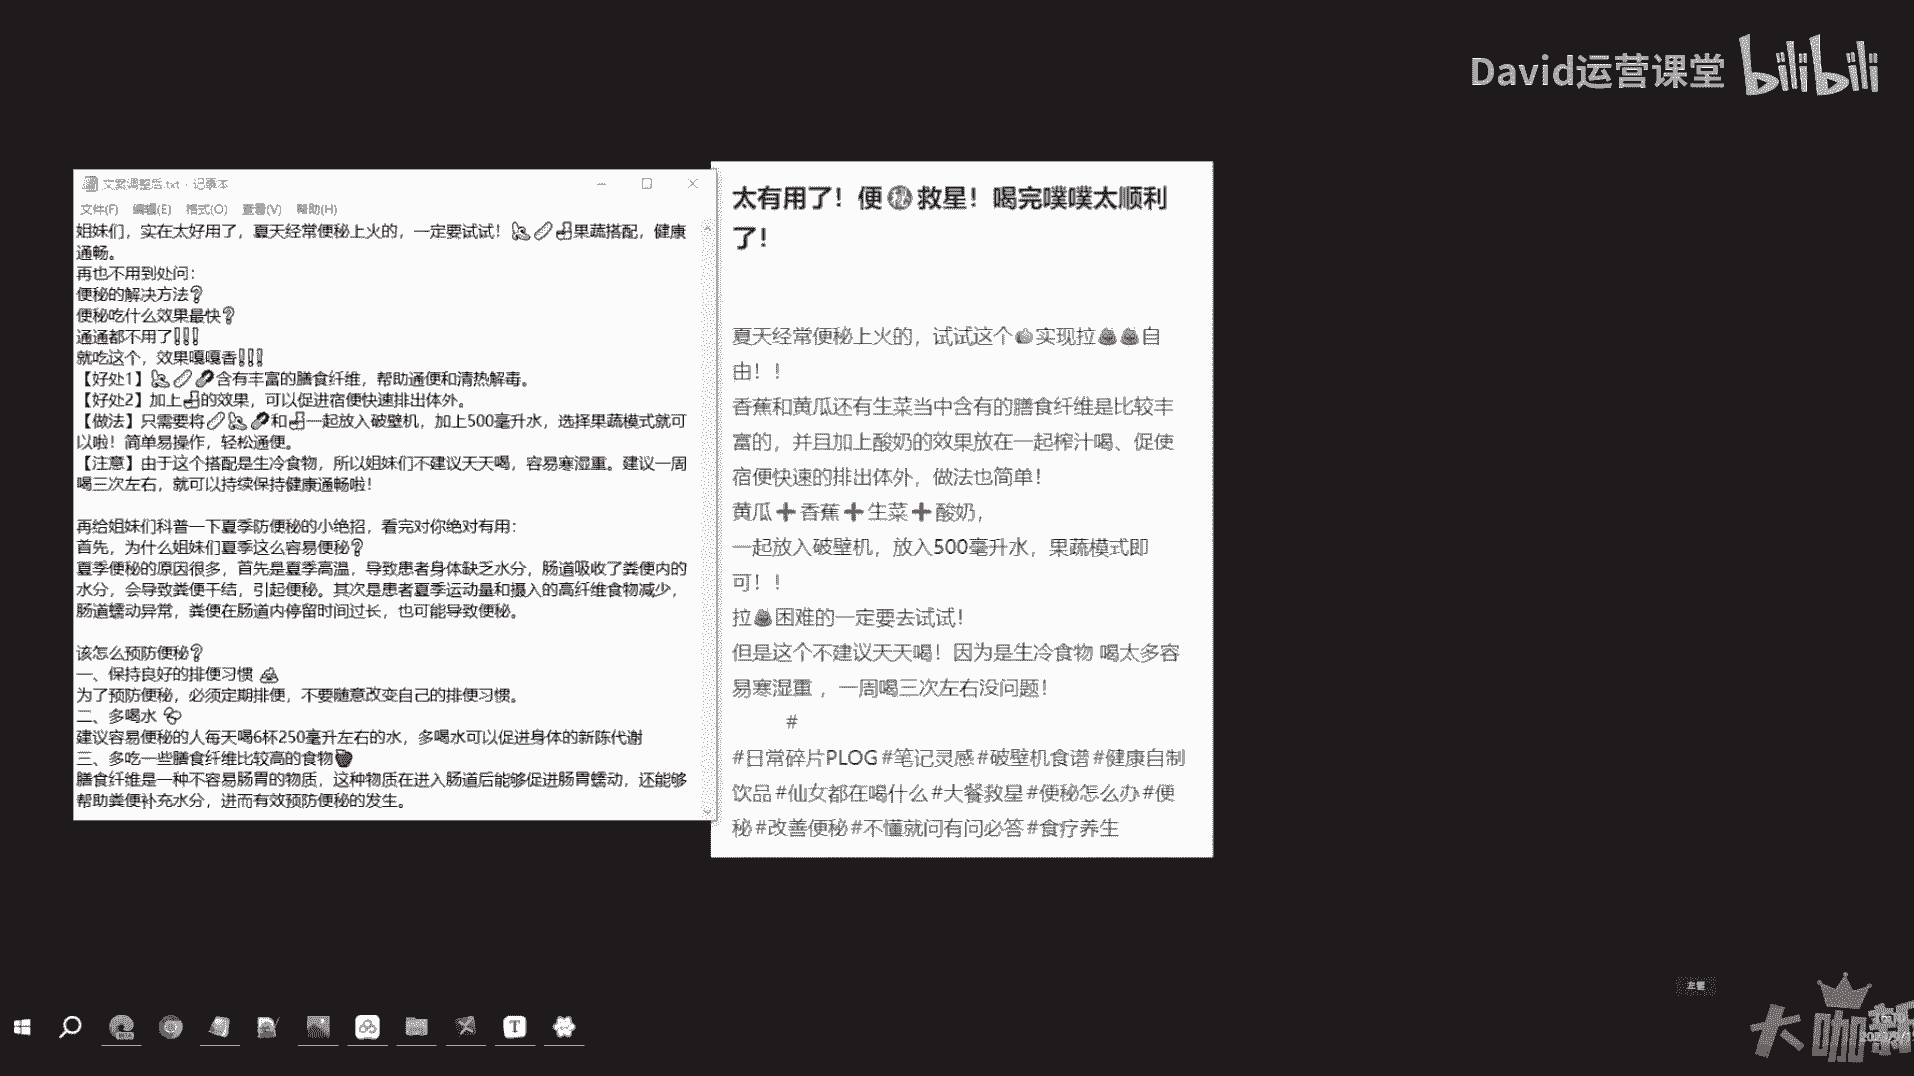 David运营课堂 bilibili
文案调整后.txt - 记事本
文件(F) 编辑(E) 格式(O) 查看(V) 帮助(H)
姐妹们，实在太好用了，夏天经常便秘上火的，一定要试试！果蔬搭配，健康
通畅。
再也不用到处问：
便秘的解决方法❓
便秘吃什么效果最快❓
通通都不用了❗❗❗
就吃这个，效果嘎嘎香❗❗❗
【好处1】🍌🥒🥬含有丰富的膳食纤维，帮助通便和清热解毒。
【好处2】加上的效果，可以促进宿便快速排出体外。
【做法】只需要将🥒🍌🥬和一起放入破壁机，加上500毫升水，选择果蔬模式就可
以啦！简单易操作，轻松通便。
【注意】由于这个搭配是生冷食物，所以姐妹们不建议天天喝，容易寒湿重。建议一周
喝三次左右，就可以持续保持健康通畅啦！
再给姐妹们科普一下夏季防便秘的小绝招，看完对你绝对有用：
首先，为什么姐妹们夏季这么容易便秘❓
夏季便秘的原因很多，首先是夏季高温，导致患者身体缺乏水分，肠道吸收了粪便内的
水分，会导致粪便干结，引起便秘。其次是患者夏季运动量和摄入的高纤维食物减少，
肠道蠕动异常，粪便在肠道内停留时间过长，也可能导致便秘。
该怎么预防便秘❓
一、保持良好的排便习惯 💩
为了预防便秘，必须定期排便，不要随意改变自己的排便习惯。
二、多喝水
建议容易便秘的人每天喝6杯250毫升左右的水，多喝水可以促进身体的新陈代谢
三、多吃一些膳食纤维比较高的食物
膳食纤维是一种不容易肠胃的物质，这种物质在进入肠道后能够促进肠胃蠕动，还能够
帮助粪便补充水分，进而有效预防便秘的发生。
太有用了！便㊙救星！喝完噗噗太顺利
了！
夏天经常便秘上火的，试试这个实现拉💩💩自
由！！
香蕉和黄瓜还有生菜当中含有的膳食纤维是比较丰
富的，并且加上酸奶的效果放在一起榨汁喝、促使
宿便快速的排出体外，做法也简单！
黄瓜➕香蕉➕生菜➕酸奶，
一起放入破壁机，放入500毫升水，果蔬模式即
可！！
拉💩困难的一定要去试试！
但是这个不建议天天喝！因为是生冷食物 喝太多容
易寒湿重 ，一周喝三次左右没问题！
#
#日常碎片PLOG#笔记灵感#破壁机食谱#健康自制
饮品#仙女都在喝什么#大餐救星#便秘怎么办#便
秘#改善便秘#不懂就问有问必答#食疗养生
左键
大咖新